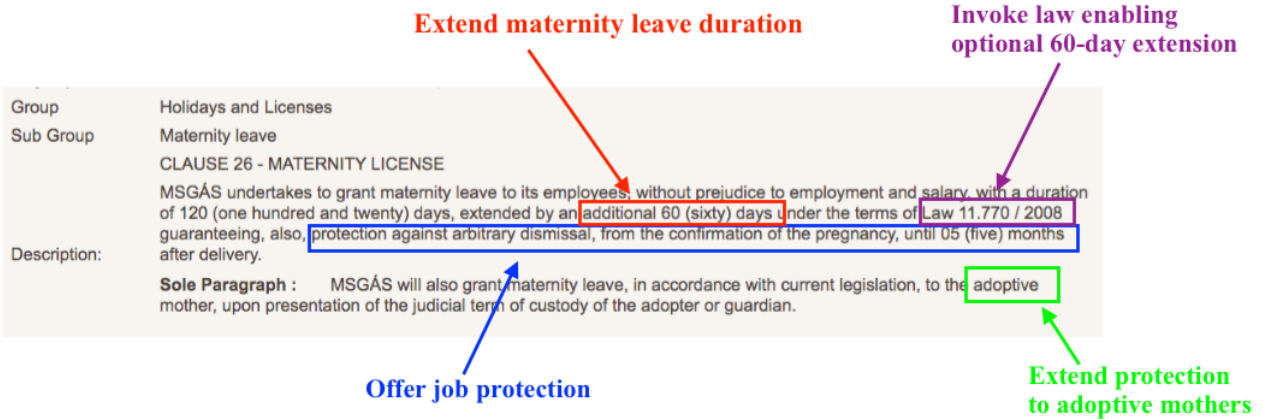 Extend maternity leave duration
Invoke law enabling
optional 60-day extension
Group Holidays and Licenses
Sub Group Maternity leave
CLAUSE 26 - MATERNITY LICENSE
MSGÁS undertakes to grant maternity leave to its employees, without prejudice to employment and salary, with a duration
of 120 (one hundred and twenty) days, extended by an additional 60 (sixty) days under the terms of Law 11.770 / 2008
guaranteeing, also, protection against arbitrary dismissal, from the confirmation of the pregnancy, until 05 (five) months
Description: after delivery.
Sole Paragraph : MSGÁS will also grant maternity leave, in accordance with current legislation, to the adoptive
mother, upon presentation of the judicial term of custody of the adopter or guardian.
Offer job protection
Extend protection
to adoptive mothers